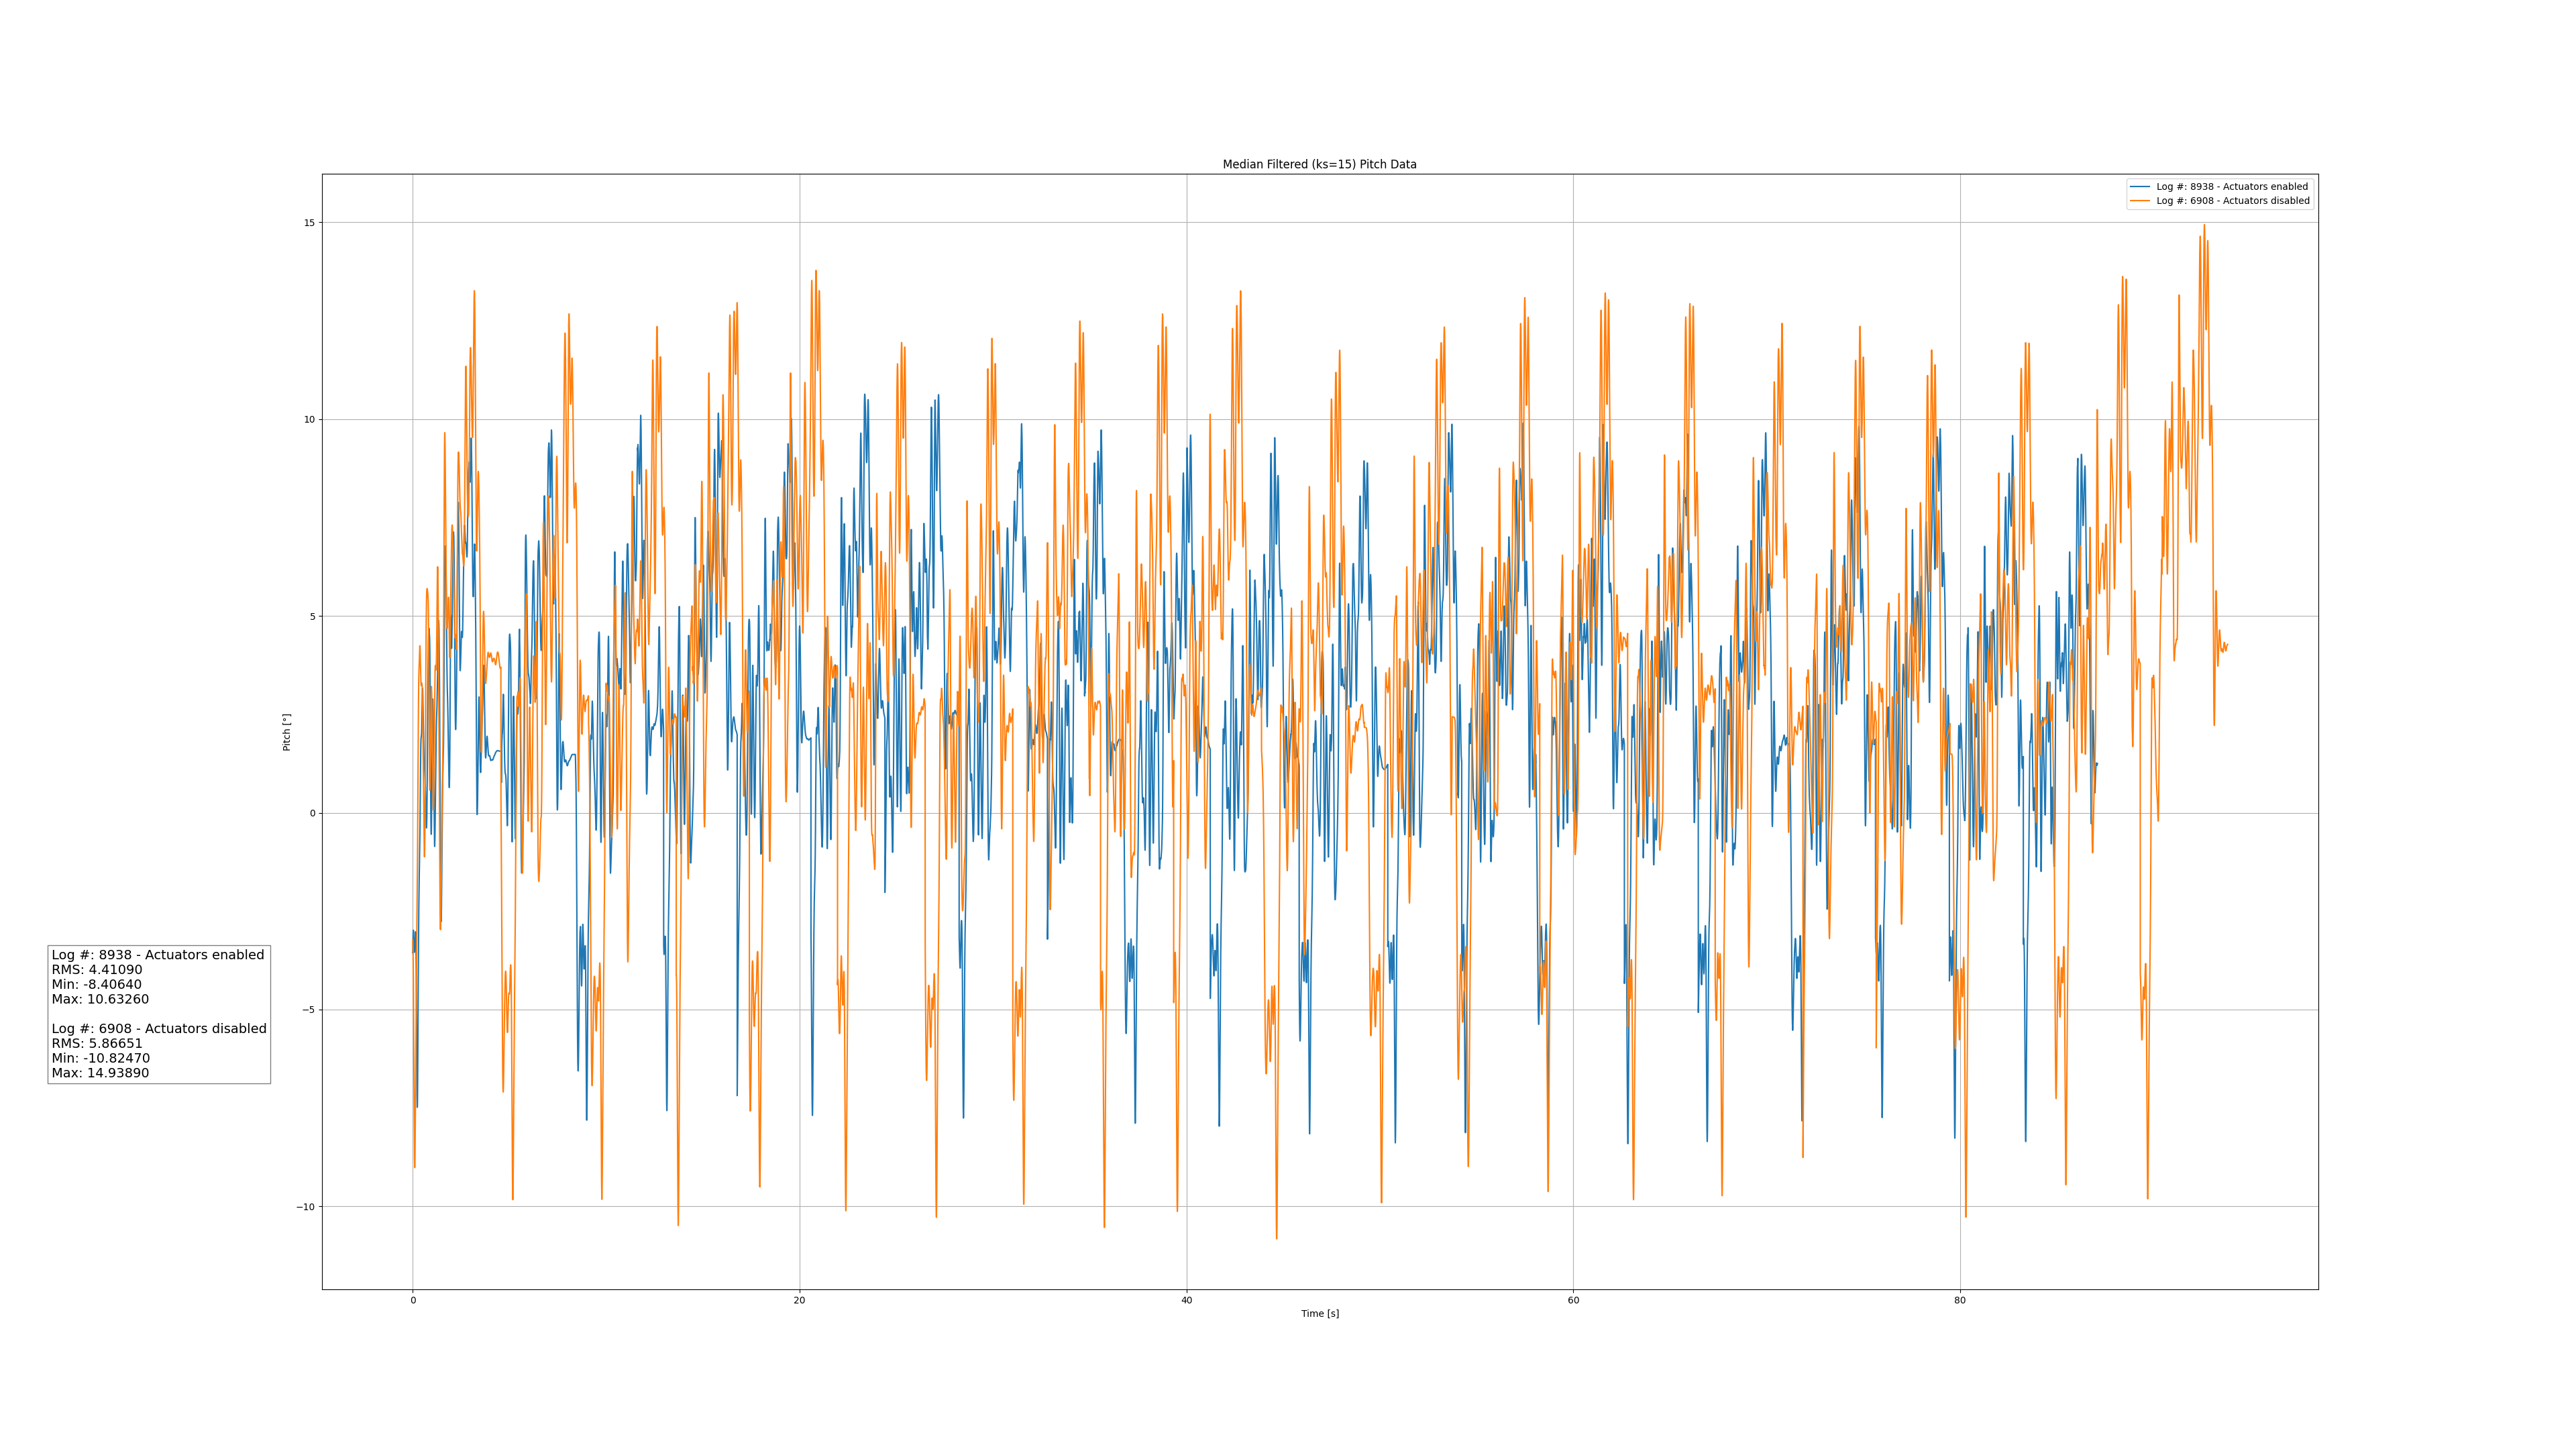 Median Filtered (ks=15) Pitch Data
Log #: 8938 - Actuators enabled
Log #: 6908 - Actuators disabled
15
10
5
0
−5
−10
Pitch [°]
0
20
40
60
80
Time [s]
Log #: 8938 - Actuators enabled
RMS: 4.41090
Min: -8.40640
Max: 10.63260
Log #: 6908 - Actuators disabled
RMS: 5.86651
Min: -10.82470
Max: 14.93890